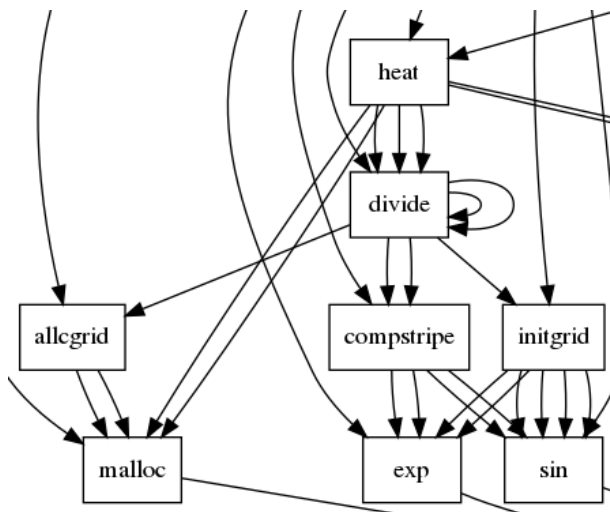 heat
divide
allcgrid
compstripe
initgrid
malloc
exp
sin